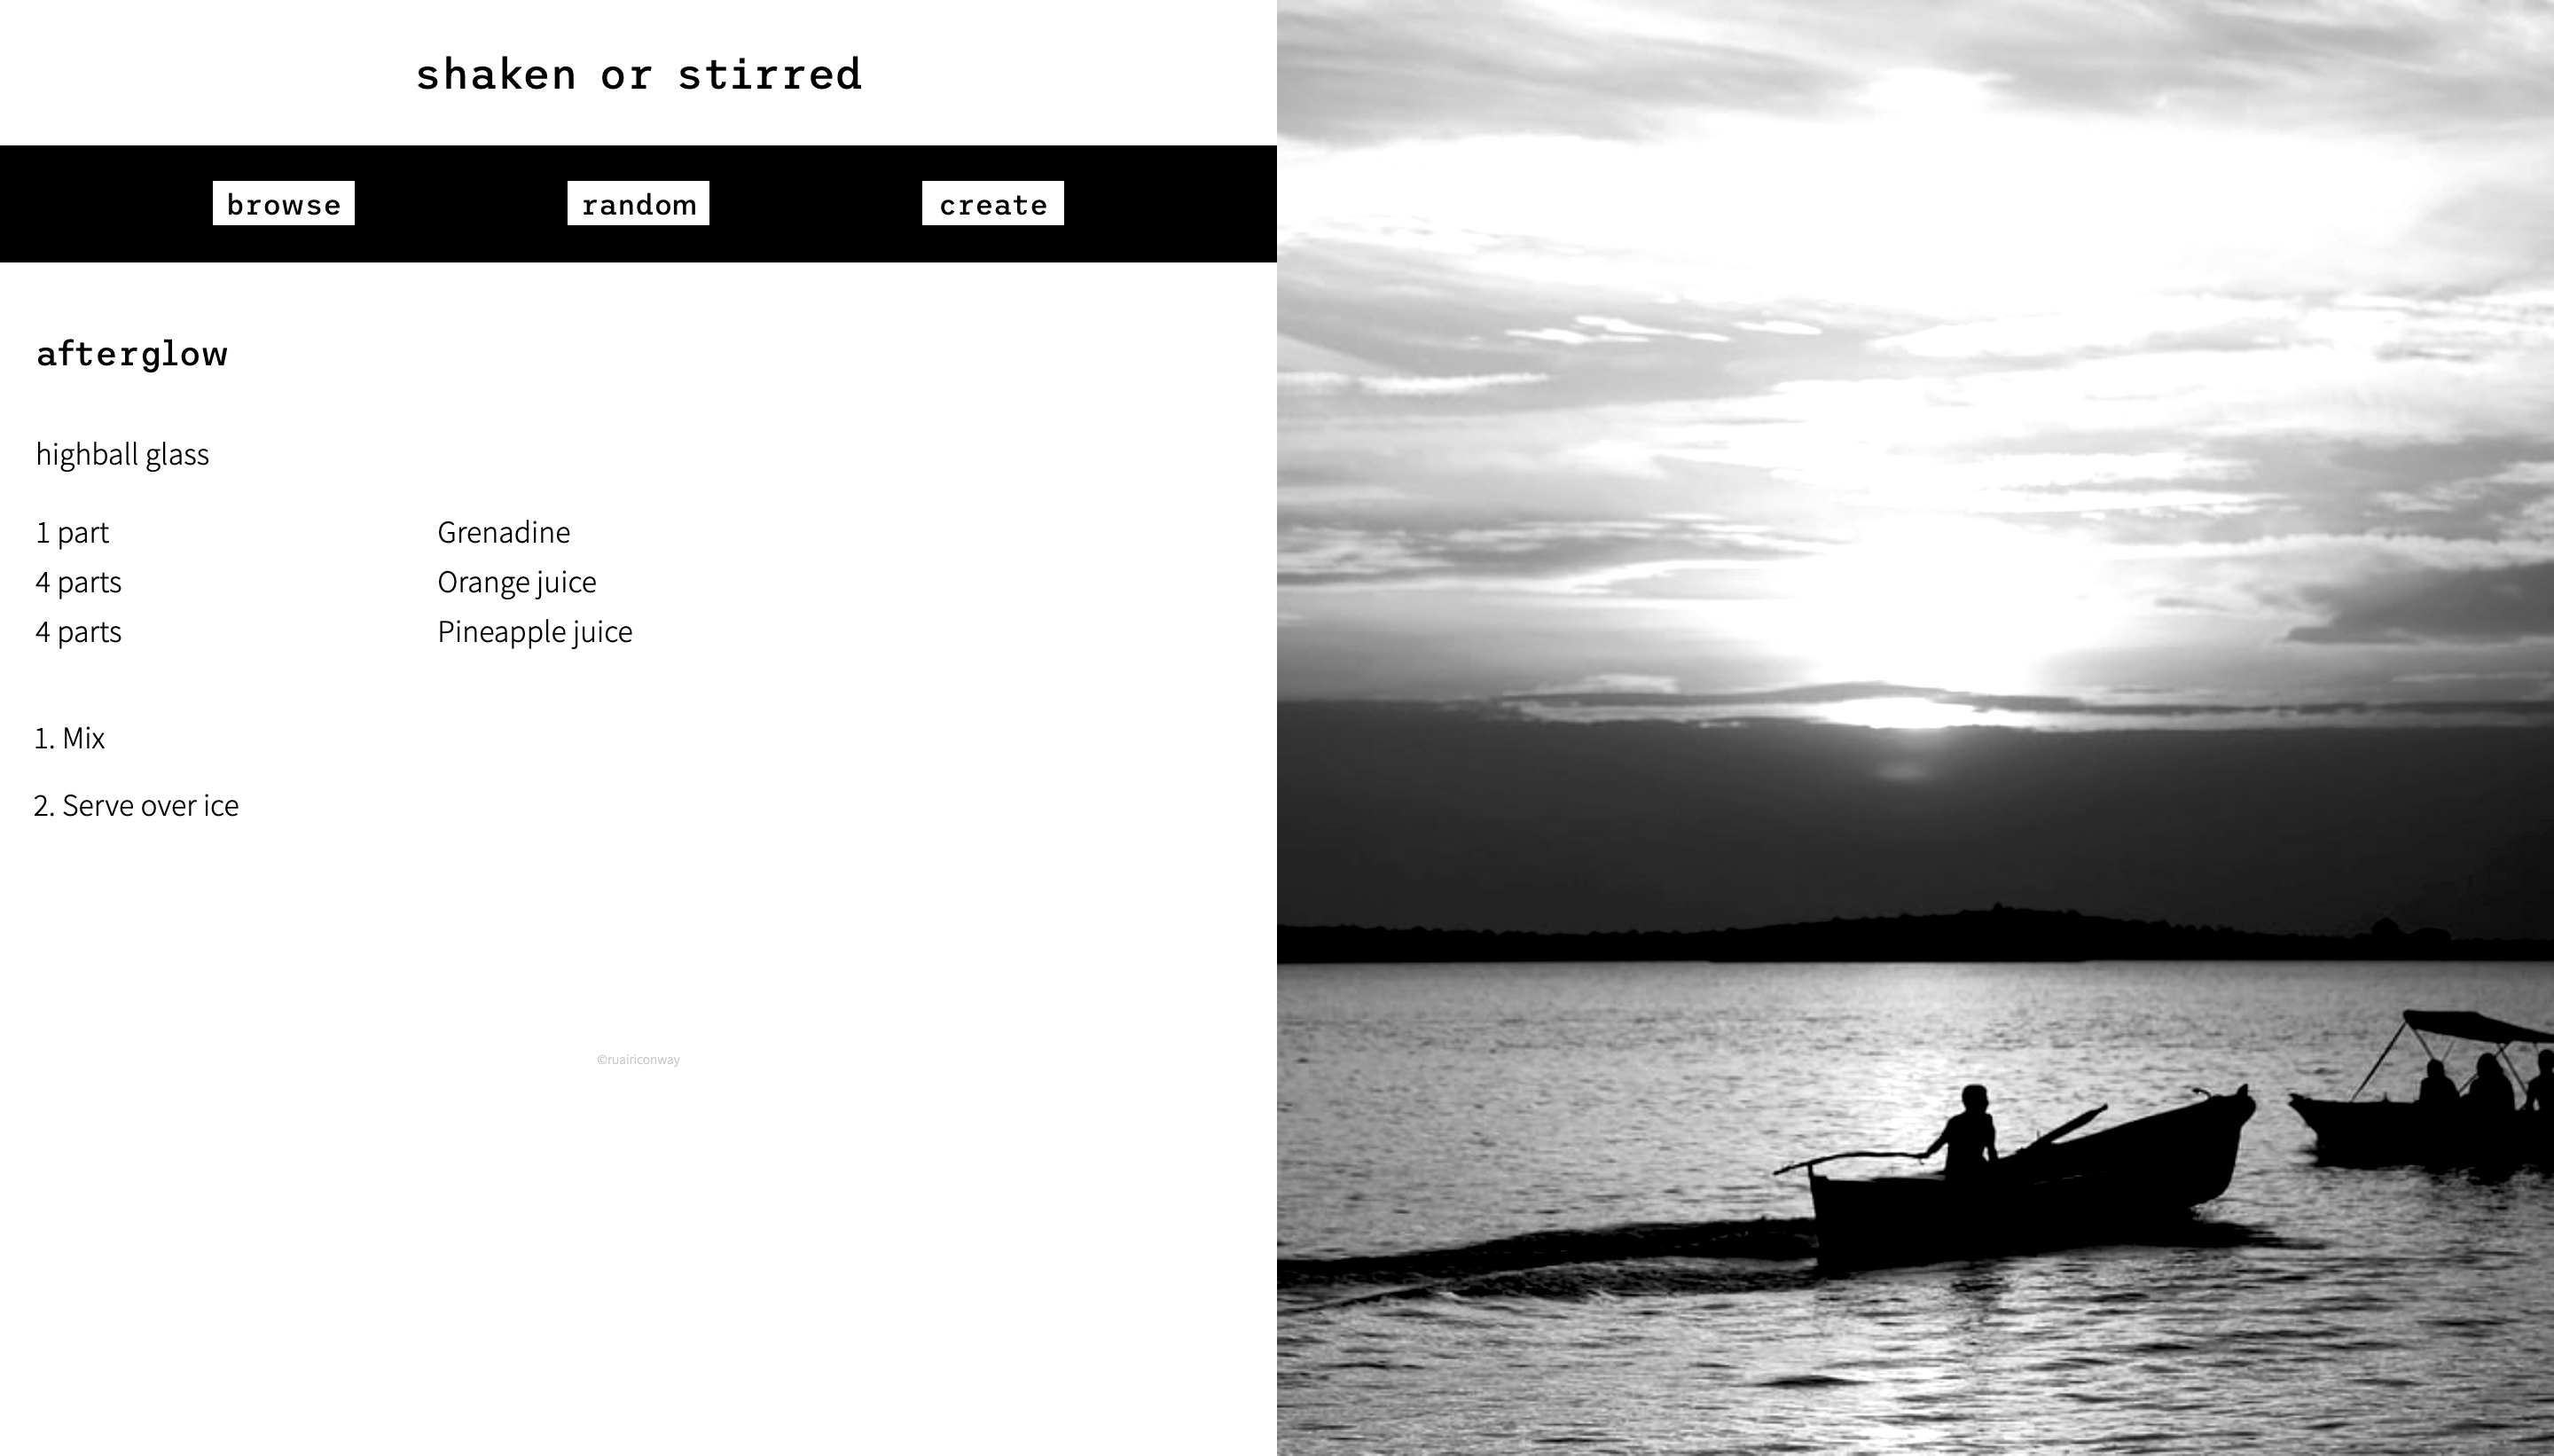 shaken or stirred
browse random create
afterglow
highball glass
1 part Grenadine
4 parts Orange juice
4 parts Pineapple juice
1. Mix
2. Serve over ice
©ruairiconway